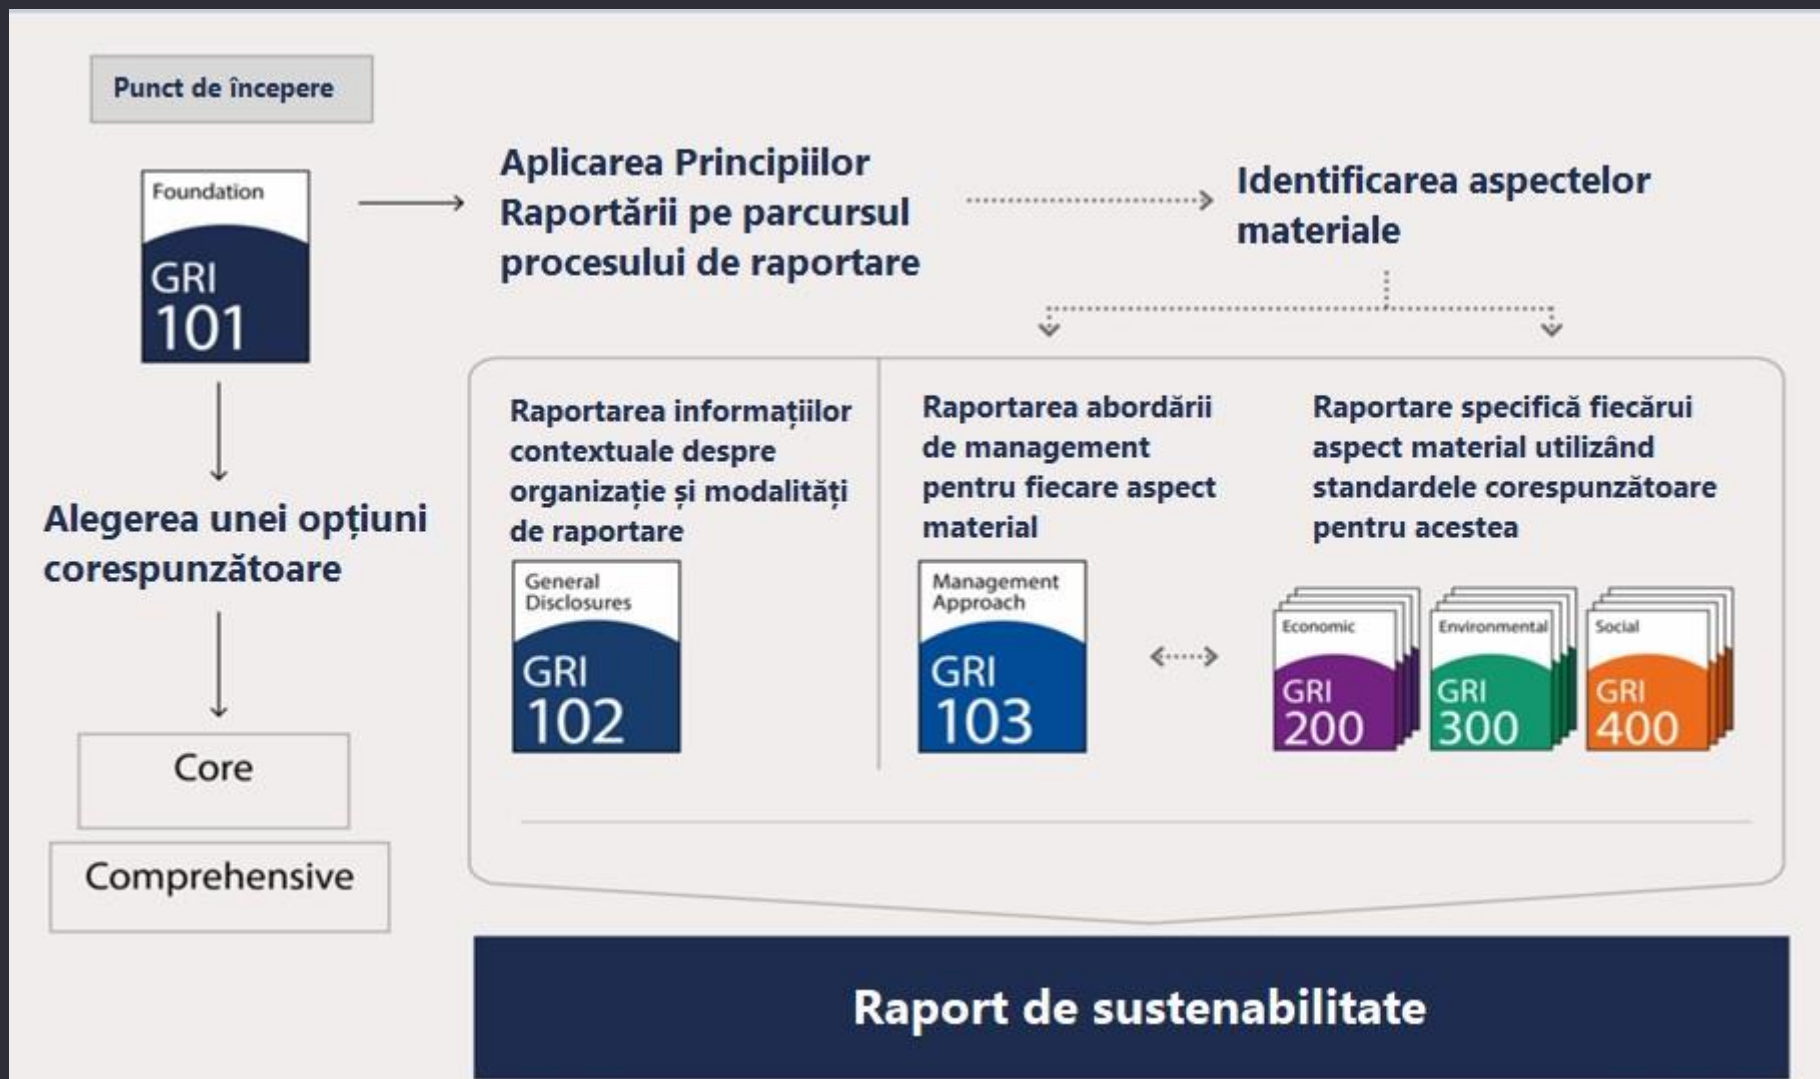 Punct de începere
Foundation
GRI
101
Aplicarea Principiilor
Raportării pe parcursul
procesului de raportare
Identificarea aspectelor
materiale
Alegerea unei opțiuni
corespunzătoare
Core
Comprehensive
Raportarea informațiilor
contextuale despre
organizație și modalități
de raportare
General
Disclosures
GRI
102
Raportarea abordării
de management
pentru fiecare aspect
material
Management
Approach
GRI
103
Raportare specifică fiecărui
aspect material utilizând
standardele corespunzătoare
pentru acestea
Economic
GRI
200
Environmental
GRI
300
Social
GRI
400
Raport de sustenabilitate